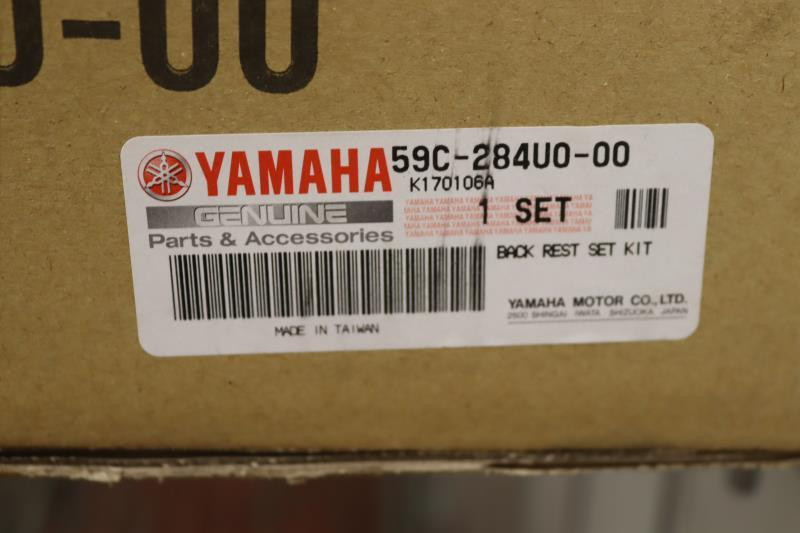 0-00
YAMAHA
59C-284U0-00
K170106A
GENUINE
1 SET
Parts & Accessories
BACK REST SET KIT
YAMAHA MOTOR CO.,LTD.
2500 SHINGAI IWATA SHIZUOKA JAPAN
MADE IN TAIWAN